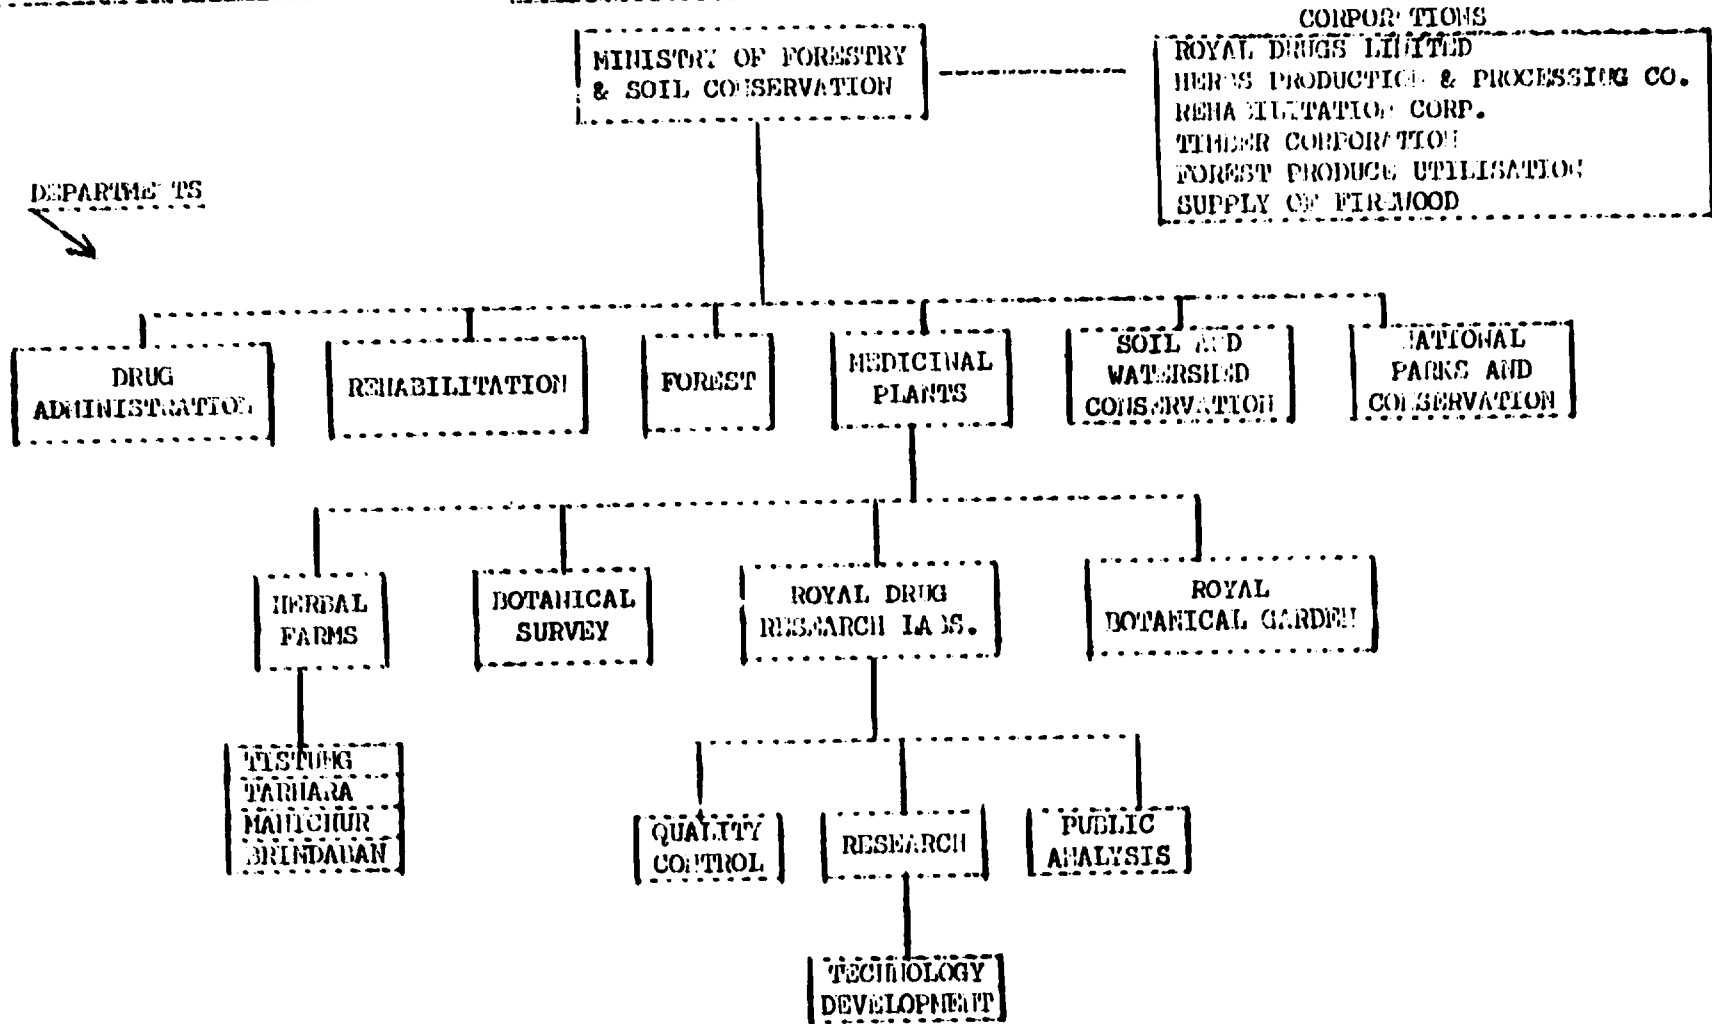 CORPORATIONS
MINISTRY OF FORESTRY
& SOIL CONSERVATION
ROYAL DRUGS LIMITED
HERBS PRODUCTION & PROCESSING CO.
REHABILITATION CORP.
TIMBER CORPORATION
FOREST PRODUCE UTILISATION
SUPPLY OF FIREWOOD
DEPARTMENTS
DRUG
ADMINISTRATION
REHABILITATION
FOREST
MEDICINAL
PLANTS
SOIL AND
WATERSHED
CONSERVATION
NATIONAL
PARKS AND
CONSERVATION
HERBAL
FARMS
BOTANICAL
SURVEY
ROYAL DRUG
RESEARCH LABS.
ROYAL
BOTANICAL GARDEN
TISTUNG
TARHARA
MANICHUR
BRINDABAN
QUALITY
CONTROL
RESEARCH
PUBLIC
ANALYSIS
TECHNOLOGY
DEVELOPMENT